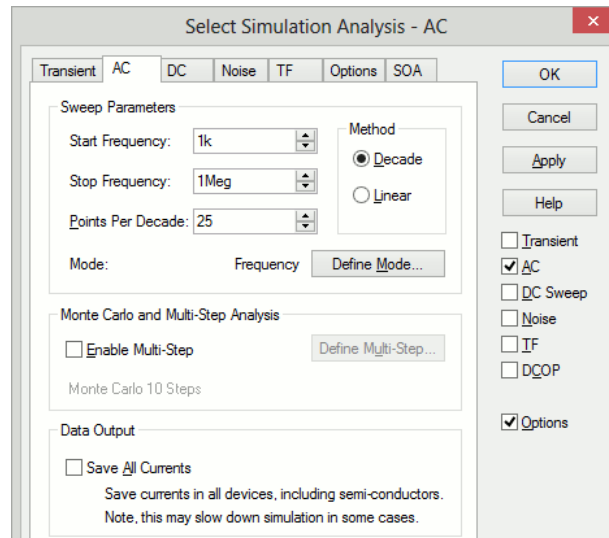 Select Simulation Analysis - AC
Transient AC DC Noise TF Options SOA
Sweep Parameters
Start Frequency: 1k
Stop Frequency: 1Meg
Points Per Decade: 25
Mode: Frequency Define Mode...
Method
Decade
Linear
Monte Carlo and Multi-Step Analysis
Enable Multi-Step Define Multi-Step...
Monte Carlo 10 Steps
Data Output
Save All Currents
Save currents in all devices, including semi-conductors.
Note, this may slow down simulation in some cases.
OK
Cancel
Apply
Help
Transient
AC
DC Sweep
Noise
TF
DCOP
Options